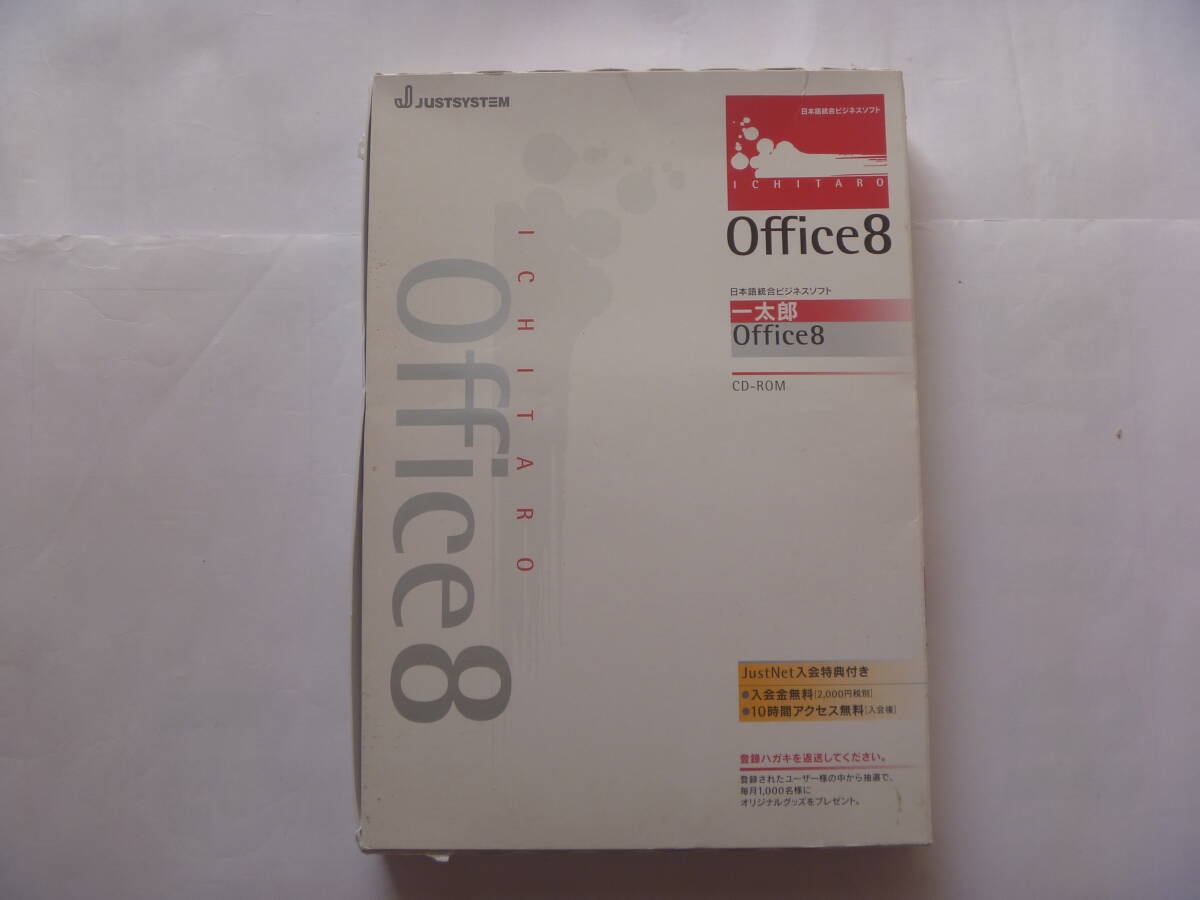 JUSTSYSTEM
日本語統合ビジネスソフト
ICHITARO
Office8
日本語統合ビジネスソフト
一太郎
Office8
CD-ROM
ICHITARO
Office8
JustNet入会特典付き
●入会金無料[2,000円税別]
●10時間アクセス無料[入会後]
登録ハガキを返送してください。
登録されたユーザー様の中から抽選で、
毎月1,000名様に
オリジナルグッズをプレゼント。